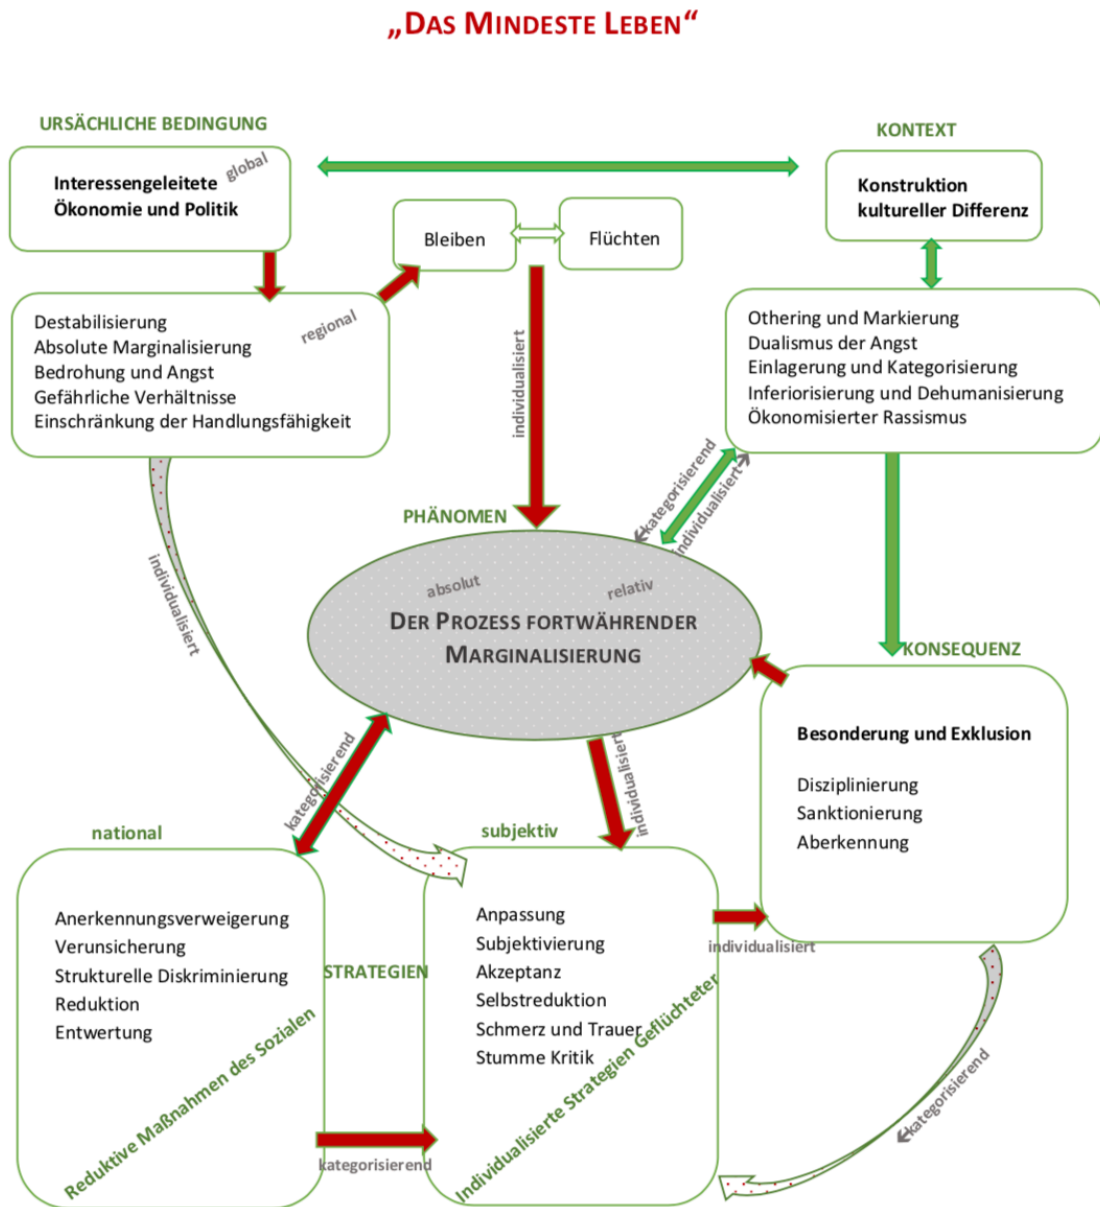 „DAS MINDESTE LEBEN“
URSÄCHLICHE BEDINGUNG
global
Interessengeleitete
Ökonomie und Politik
KONTEXT
Konstruktion
kultureller Differenz
Bleiben
Flüchten
regional
Destabilisierung
Absolute Marginalisierung
Bedrohung und Angst
Gefährliche Verhältnisse
Einschränkung der Handlungsfähigkeit
individualisiert
Othering und Markierung
Dualismus der Angst
Einlagerung und Kategorisierung
Inferiorisierung und Dehumanisierung
Ökonomisierter Rassismus
kategorisierend
individualisiert
individualisiert
PHÄNOMEN
absolut
relativ
DER PROZESS FORTWÄHRENDER
MARGINALISIERUNG
KONSEQUENZ
Besonderung und Exklusion
Disziplinierung
Sanktionierung
Aberkennung
kategorisierend
individualisiert
national
Anerkennungsverweigerung
Verunsicherung
Strukturelle Diskriminierung
Reduktion
Entwertung
Reduktive Maßnahmen des Sozialen
STRATEGIEN
subjektiv
Anpassung
Subjektivierung
Akzeptanz
Selbstreduktion
Schmerz und Trauer
Stumme Kritik
Individualisierte Strategien Geflüchteter
individualisiert
kategorisierend
kategorisierend